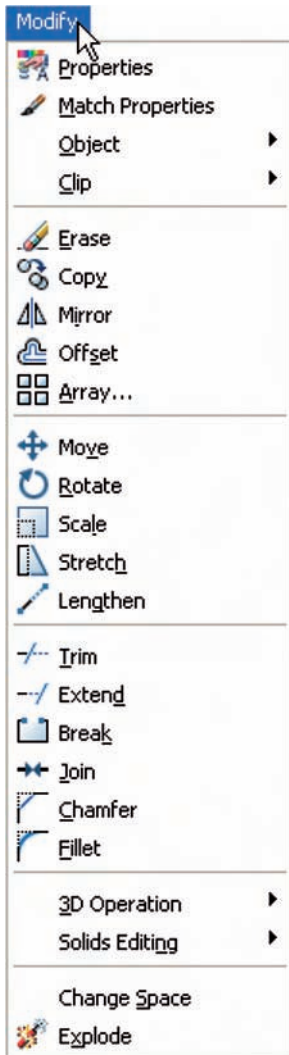 Modify
Properties
Match Properties
Object
Clip
Erase
Copy
Mirror
Offset
Array...
Move
Rotate
Scale
Stretch
Lengthen
Trim
Extend
Break
Join
Chamfer
Fillet
3D Operation
Solids Editing
Change Space
Explode